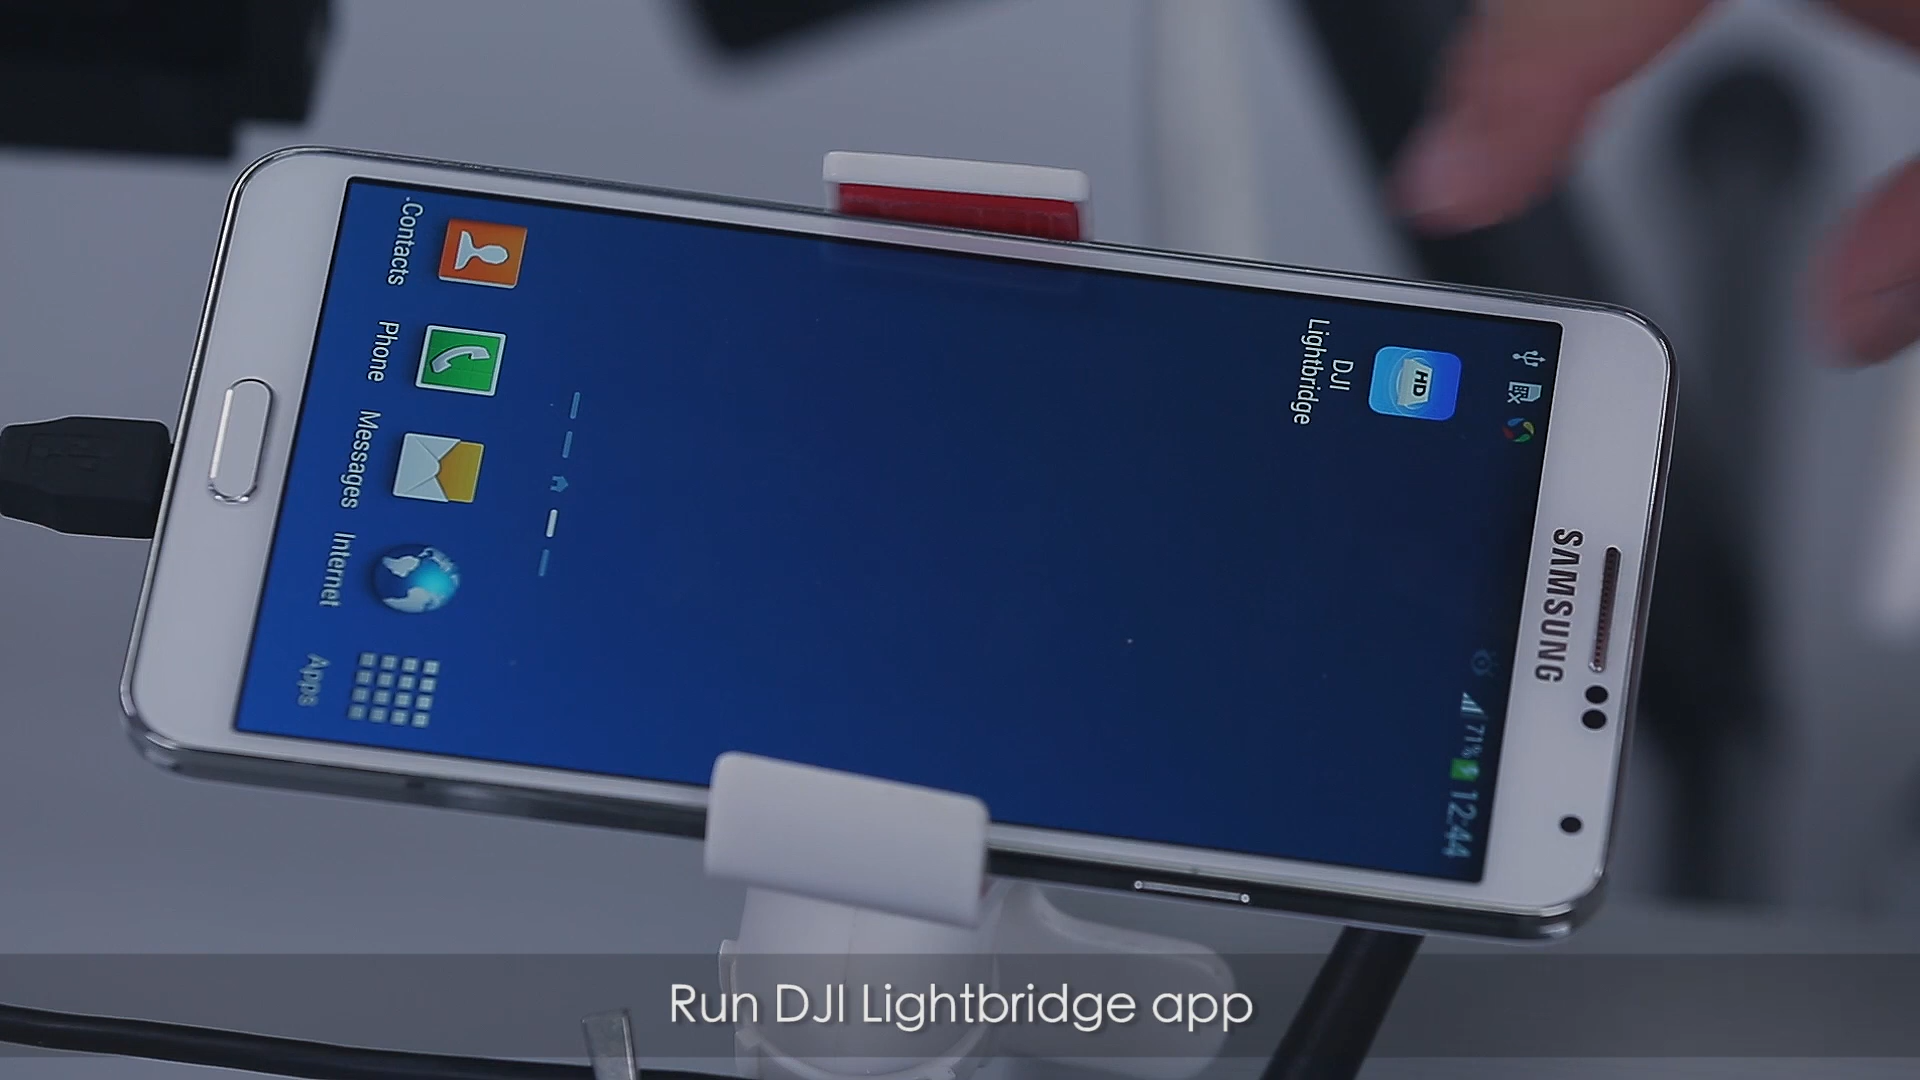 71% 12:44
SAMSUNG
HD
DJI
Lightbridge
Contacts
Phone
Messages
Internet
Apps
Run DJI Lightbridge app